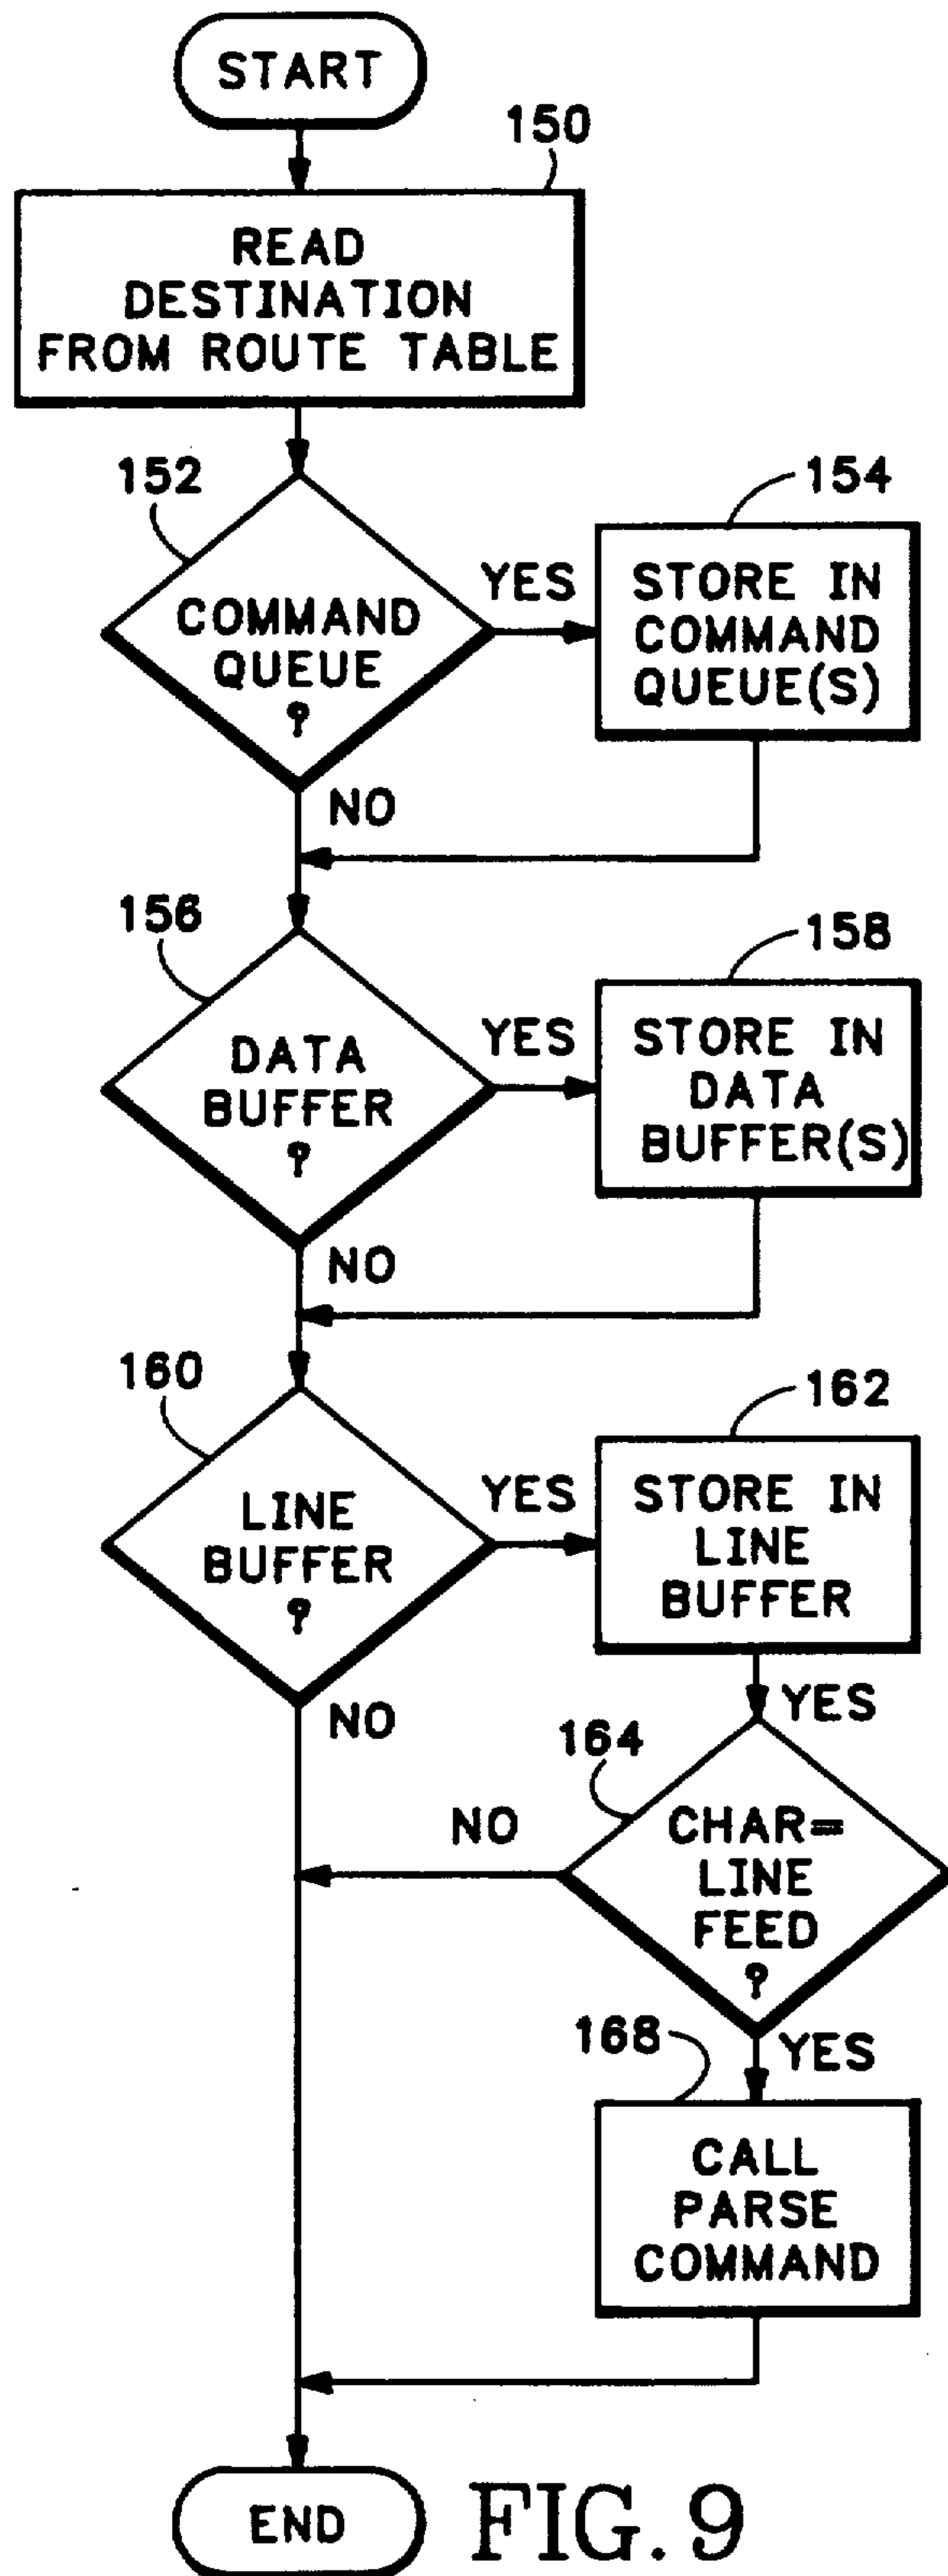 START
150
READ
DESTINATION
FROM ROUTE TABLE
152
COMMAND
QUEUE
?
YES
154
STORE IN
COMMAND
QUEUE(S)
NO
156
DATA
BUFFER
?
YES
158
STORE IN
DATA
BUFFER(S)
NO
160
LINE
BUFFER
?
YES
162
STORE IN
LINE
BUFFER
NO
YES
164
CHAR=
LINE
FEED
?
NO
YES
168
CALL
PARSE
COMMAND
END
FIG. 9